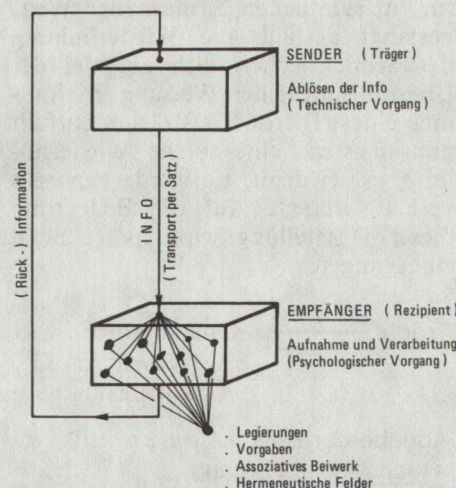 SENDER ( Träger )
Ablösen der Info
( Technischer Vorgang )
( Rück - ) Information
INFO
( Transport per Satz )
EMPFÄNGER ( Rezipient )
Aufnahme und Verarbeitung
(Psychologischer Vorgang )
. Legierungen
. Vorgaben
. Assoziatives Beiwerk
. Hermeneutische Felder